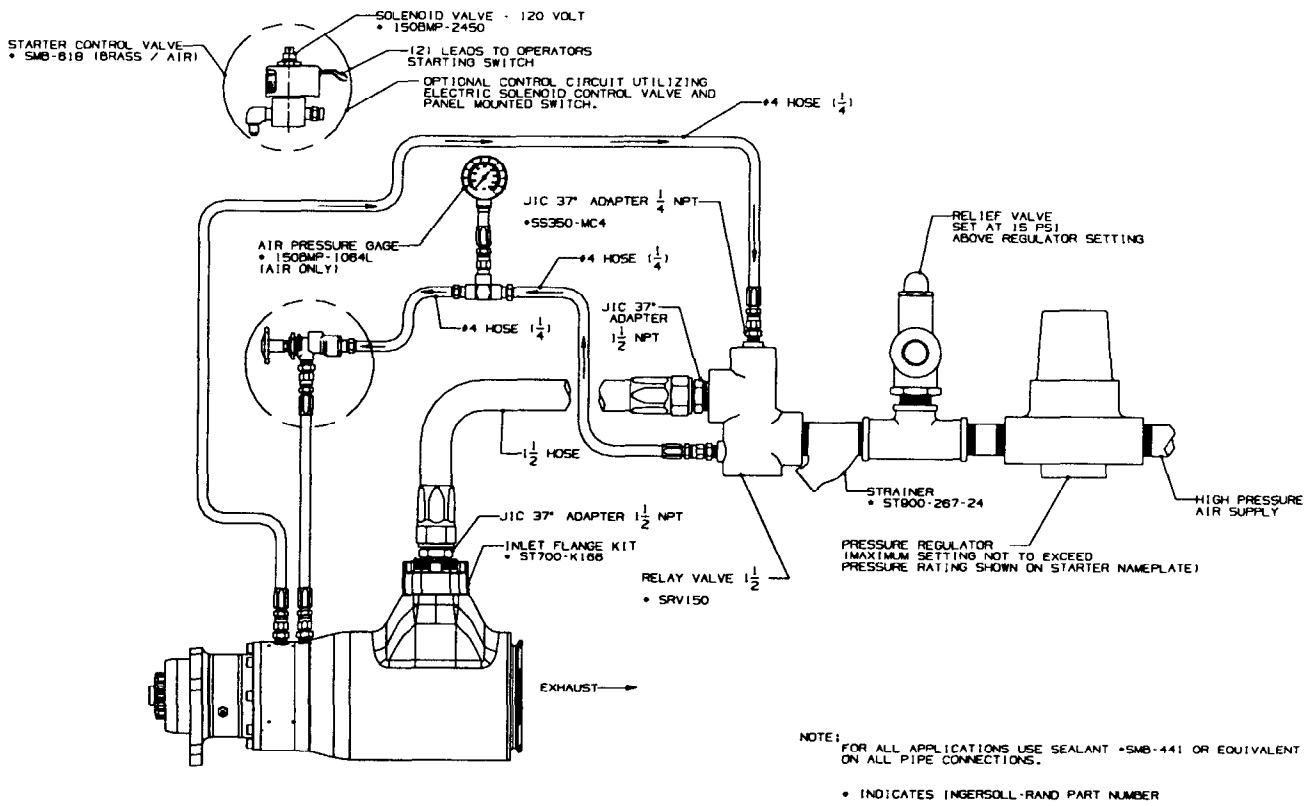 SOLENOID VALVE - 120 VOLT
* 150BMP-2450
STARTER CONTROL VALVE
* SMB-618 (BRASS / AIR)
(2) LEADS TO OPERATORS
STARTING SWITCH
OPTIONAL CONTROL CIRCUIT UTILIZING
ELECTRIC SOLENOID CONTROL VALVE AND
PANEL MOUNTED SWITCH.
#4 HOSE (1/4)
JIC 37° ADAPTER 1/4 NPT
*SS350-MC4
RELIEF VALVE
SET AT 15 PSI
ABOVE REGULATOR SETTING
AIR PRESSURE GAGE
* 150BMP-1064L
(AIR ONLY)
#4 HOSE (1/4)
JIC 37°
ADAPTER
1 1/2 NPT
#4 HOSE (1/4)
1 1/2 HOSE
STRAINER
* ST900-267-24
HIGH PRESSURE
AIR SUPPLY
JIC 37° ADAPTER 1 1/2 NPT
INLET FLANGE KIT
* ST700-K166
PRESSURE REGULATOR
(MAXIMUM SETTING NOT TO EXCEED
PRESSURE RATING SHOWN ON STARTER NAMEPLATE)
RELAY VALVE 1 1/2
* SRV150
EXHAUST
NOTE:
FOR ALL APPLICATIONS USE SEALANT *SMB-441 OR EQUIVALENT
ON ALL PIPE CONNECTIONS.
* INDICATES INGERSOLL-RAND PART NUMBER